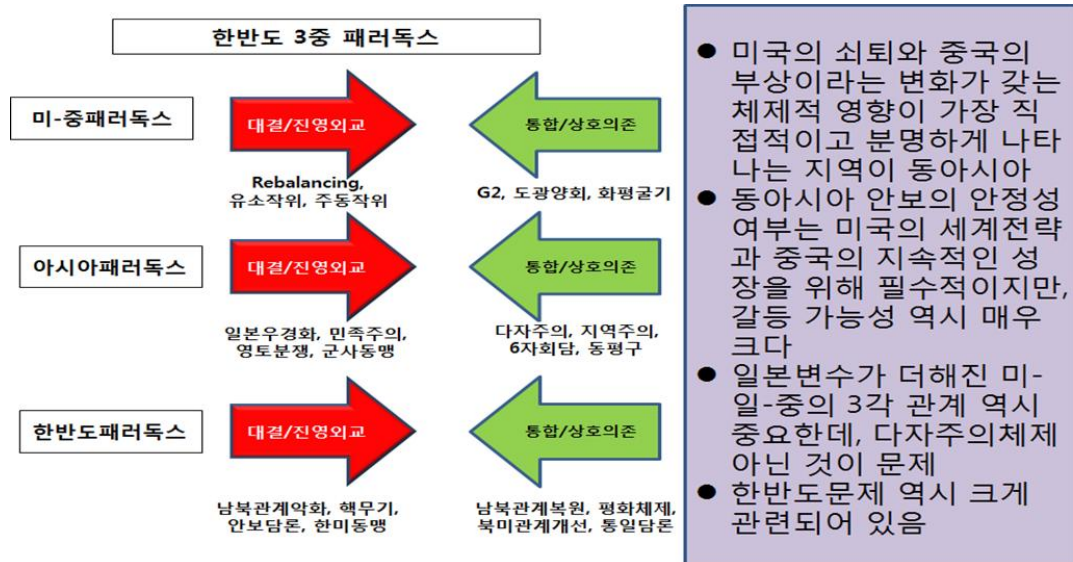 한반도 3중 패러독스
미-중패러독스
대결/진영외교
통합/상호의존
Rebalancing,
유소작위, 주동작위
G2, 도광양회, 화평굴기
아시아패러독스
대결/진영외교
통합/상호의존
일본우경화, 민족주의,
영토분쟁, 군사동맹
다자주의, 지역주의,
6자회담, 동평구
한반도패러독스
대결/진영외교
통합/상호의존
남북관계악화, 핵무기,
안보담론, 한미동맹
남북관계복원, 평화체제,
북미관계개선, 통일담론
● 미국의 쇠퇴와 중국의
부상이라는 변화가 갖는
체제적 영향이 가장 직
접적이고 분명하게 나타
나는 지역이 동아시아
● 동아시아 안보의 안정성
여부는 미국의 세계전략
과 중국의 지속적인 성
장을 위해 필수적이지만,
갈등 가능성 역시 매우
크다
● 일본변수가 더해진 미-
일-중의 3각 관계 역시
중요한데, 다자주의체제
아닌 것이 문제
● 한반도문제 역시 크게
관련되어 있음